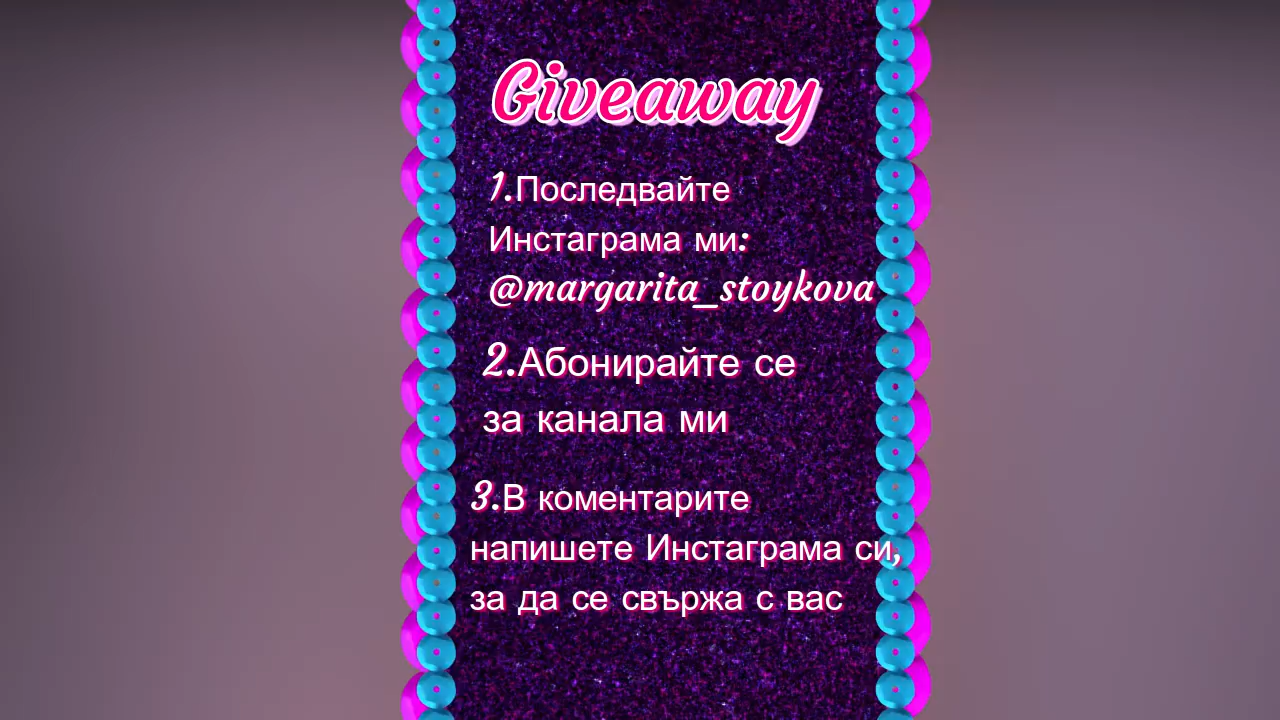 Giveaway
1.Последвайте
Инстаграма ми:
@margarita_stoykova
2.Абонирайте се
за канала ми
3.В коментарите
напишете Инстаграма си,
за да се свържа с вас